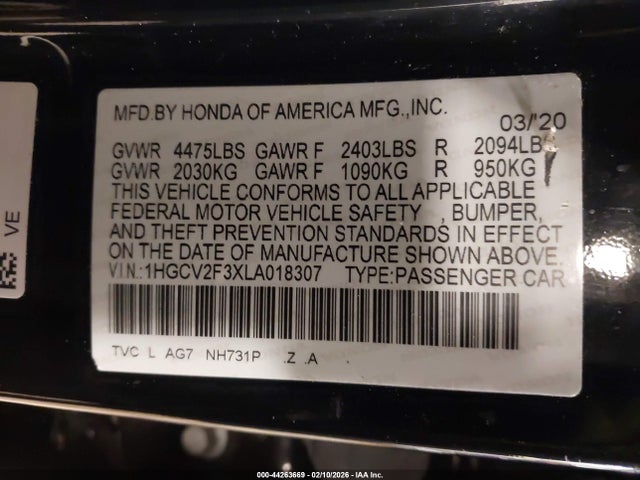 MFD.BY HONDA OF AMERICA MFG.,INC.
03/'20
GVWR 4475LBS GAWR F 2403LBS R 2094LB
GVWR 2030KG GAWR F 1090KG R 950KG
THIS VEHICLE CONFORMS TO ALL APPLICABLE
FEDERAL MOTOR VEHICLE SAFETY , BUMPER,
AND THEFT PREVENTION STANDARDS IN EFFECT
ON THE DATE OF MANUFACTURE SHOWN ABOVE.
VIN:1HGCV2F3XLA018307 TYPE:PASSENGER CAR
TVC L AG7 NH731P .Z .A
VE
000-44263669 - 02/10/2026 - IAA Inc.